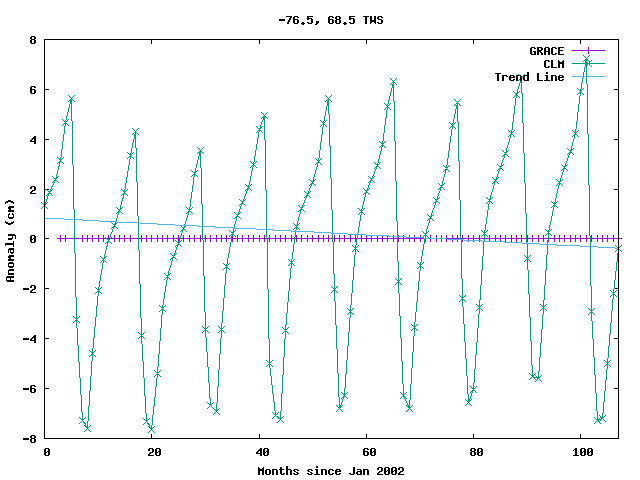 -76.5, 68.5 TWS
GRACE
CLM
Trend Line
8
6
4
2
0
-2
-4
-6
-8
Anomaly (cm)
0 20 40 60 80 100
Months since Jan 2002